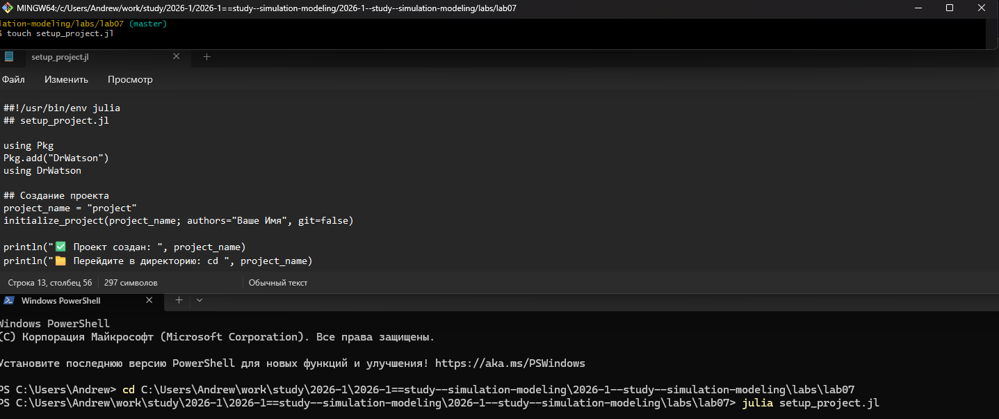 MINGW64:/c/Users/Andrew/work/study/2026-1/2026-1==study--simulation-modeling/2026-1--study--simulation-modeling/labs/lab07
lation-modeling/labs/lab07 (master)
$ touch setup_project.jl
setup_project.jl
Файл Изменить Просмотр
##!/usr/bin/env julia
## setup_project.jl
using Pkg
Pkg.add("DrWatson")
using DrWatson
## Создание проекта
project_name = "project"
initialize_project(project_name; authors="Ваше Имя", git=false)
println("✅ Проект создан: ", project_name)
println("📁 Перейдите в директорию: cd ", project_name)
Строка 13, столбец 56 297 символов Обычный текст
Windows PowerShell
Windows PowerShell
(C) Корпорация Майкрософт (Microsoft Corporation). Все права защищены.
Установите последнюю версию PowerShell для новых функций и улучшения! https://aka.ms/PSWindows
PS C:\Users\Andrew> cd C:\Users\Andrew\work\study\2026-1\2026-1==study--simulation-modeling\2026-1--study--simulation-modeling\labs\lab07
PS C:\Users\Andrew\work\study\2026-1\2026-1==study--simulation-modeling\2026-1--study--simulation-modeling\labs\lab07> julia setup_project.jl